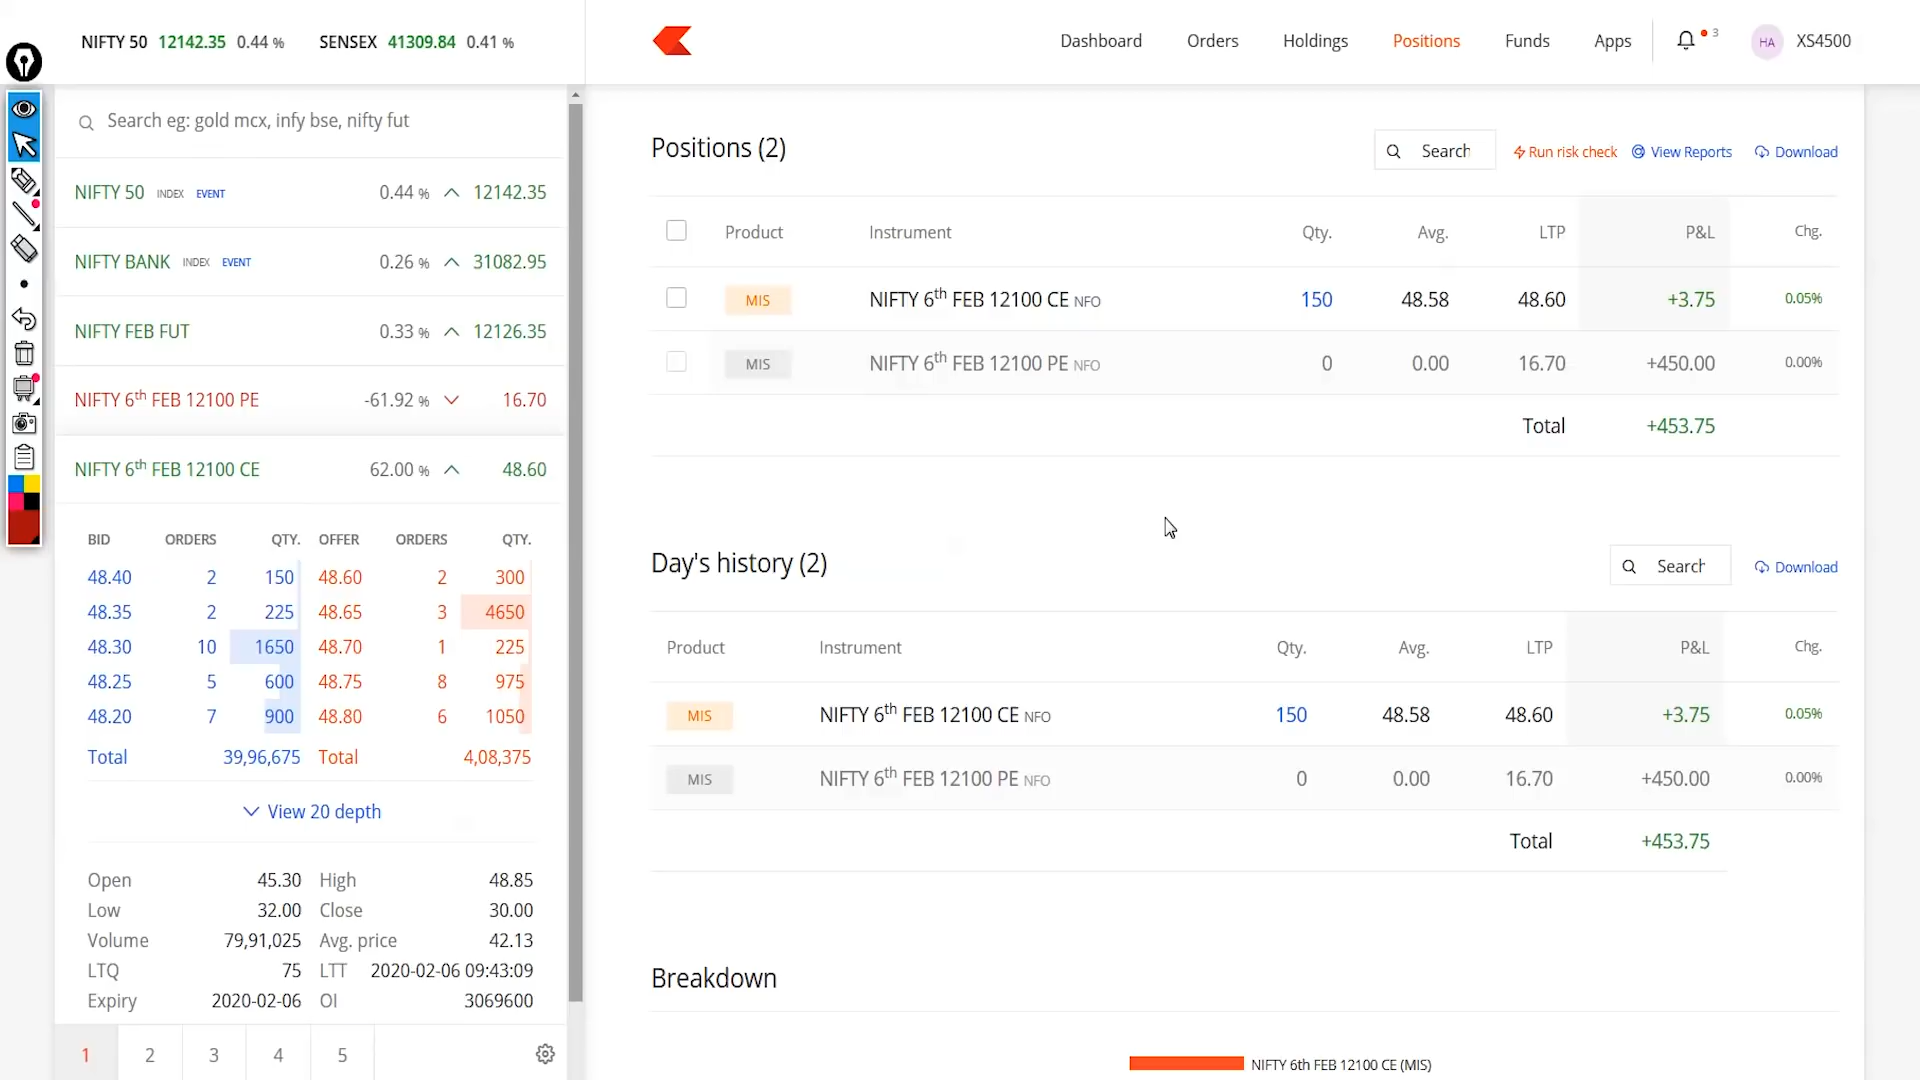 NIFTY 50 12142.35 0.44 % SENSEX 41309.84 0.41 %
Dashboard Orders Holdings Positions Funds Apps 3 HA XS4500
Search eg: gold mcx, infy bse, nifty fut
NIFTY 50 INDEX EVENT 0.44 % 12142.35
NIFTY BANK INDEX EVENT 0.26 % 31082.95
NIFTY FEB FUT 0.33 % 12126.35
NIFTY 6th FEB 12100 PE -61.92 % 16.70
NIFTY 6th FEB 12100 CE 62.00 % 48.60
BID ORDERS QTY. OFFER ORDERS QTY.
48.40 2 150 48.60 2 300
48.35 2 225 48.65 3 4650
48.30 10 1650 48.70 1 225
48.25 5 600 48.75 8 975
48.20 7 900 48.80 6 1050
Total 39,96,675 Total 4,08,375
View 20 depth
Open 45.30 High 48.85
Low 32.00 Close 30.00
Volume 79,91,025 Avg. price 42.13
LTQ 75 LTT 2020-02-06 09:43:09
Expiry 2020-02-06 OI 3069600
1 2 3 4 5
Positions (2) Search Run risk check View Reports Download
Product Instrument Qty. Avg. LTP P&L Chg.
MIS NIFTY 6th FEB 12100 CE NFO 150 48.58 48.60 +3.75 0.05%
MIS NIFTY 6th FEB 12100 PE NFO 0 0.00 16.70 +450.00 0.00%
Total +453.75
Day's history (2) Search Download
Product Instrument Qty. Avg. LTP P&L Chg.
MIS NIFTY 6th FEB 12100 CE NFO 150 48.58 48.60 +3.75 0.05%
MIS NIFTY 6th FEB 12100 PE NFO 0 0.00 16.70 +450.00 0.00%
Total +453.75
Breakdown
NIFTY 6th FEB 12100 CE (MIS)